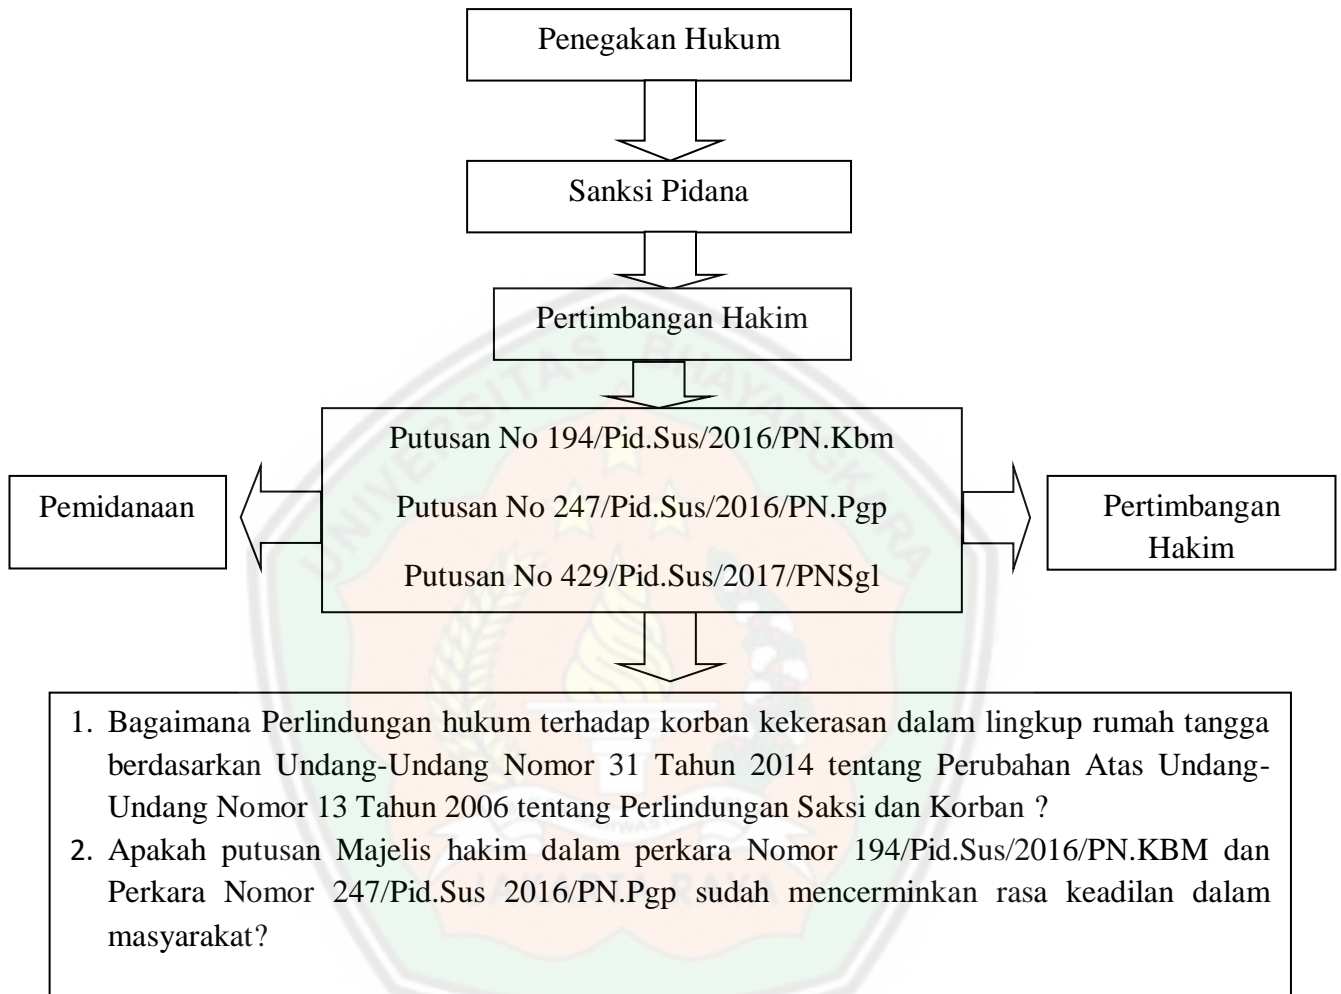 Penegakan Hukum
Sanksi Pidana
Pertimbangan Hakim
Putusan No 194/Pid.Sus/2016/PN.Kbm
Putusan No 247/Pid.Sus/2016/PN.Pgp
Putusan No 429/Pid.Sus/2017/PNSgl
Pemidanaan
Pertimbangan
Hakim
1. Bagaimana Perlindungan hukum terhadap korban kekerasan dalam lingkup rumah tangga
berdasarkan Undang-Undang Nomor 31 Tahun 2014 tentang Perubahan Atas Undang-
Undang Nomor 13 Tahun 2006 tentang Perlindungan Saksi dan Korban ?
2. Apakah putusan Majelis hakim dalam perkara Nomor 194/Pid.Sus/2016/PN.KBM dan
Perkara Nomor 247/Pid.Sus 2016/PN.Pgp sudah mencerminkan rasa keadilan dalam
masyarakat?
UNIVERSITAS BHAYANGKARA
JAKARTA RAYA